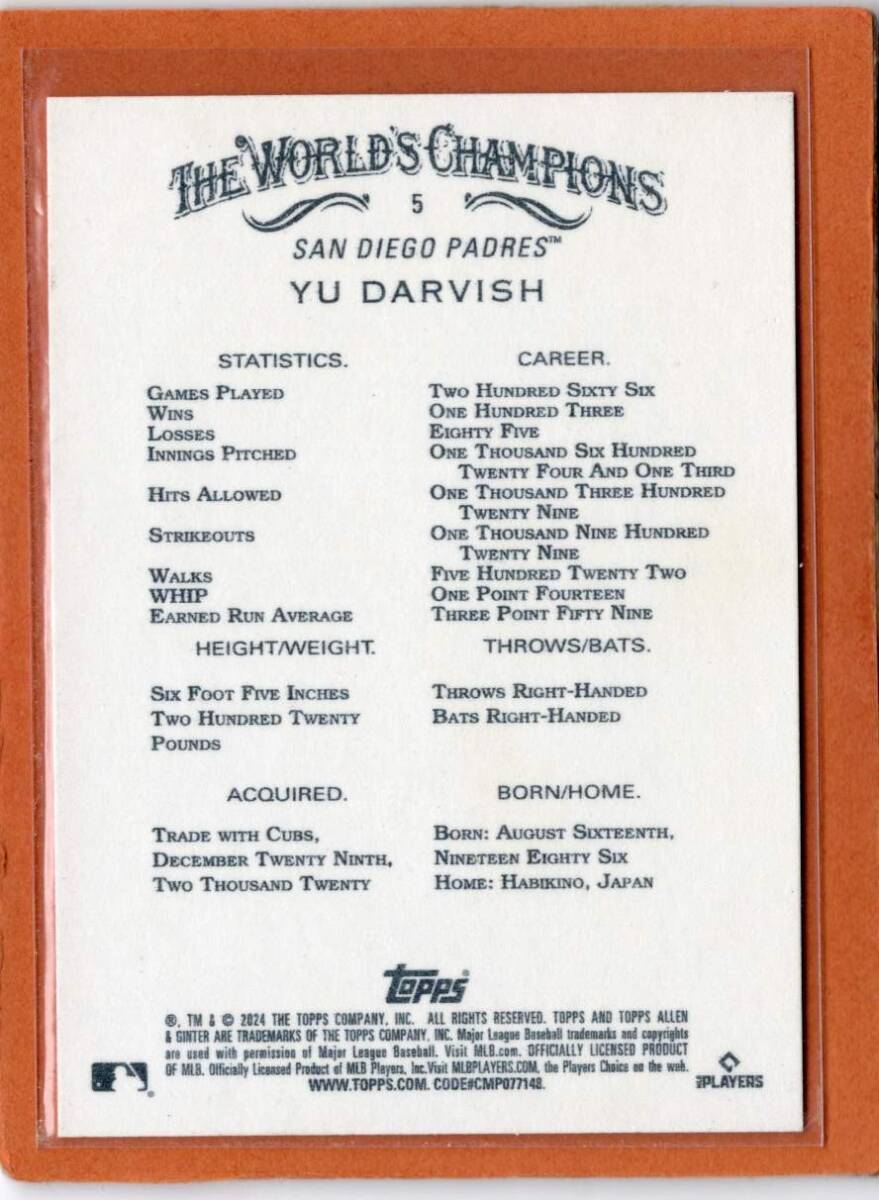 THE WORLD'S CHAMPIONS
5
SAN DIEGO PADRES™
YU DARVISH
STATISTICS. CAREER.
GAMES PLAYED TWO HUNDRED SIXTY SIX
WINS ONE HUNDRED THREE
LOSSES EIGHTY FIVE
INNINGS PITCHED ONE THOUSAND SIX HUNDRED
TWENTY FOUR AND ONE THIRD
HITS ALLOWED ONE THOUSAND THREE HUNDRED
TWENTY NINE
STRIKEOUTS ONE THOUSAND NINE HUNDRED
TWENTY NINE
WALKS FIVE HUNDRED TWENTY TWO
WHIP ONE POINT FOURTEEN
EARNED RUN AVERAGE THREE POINT FIFTY NINE
HEIGHT/WEIGHT. THROWS/BATS.
SIX FOOT FIVE INCHES THROWS RIGHT-HANDED
TWO HUNDRED TWENTY BATS RIGHT-HANDED
POUNDS
ACQUIRED. BORN/HOME.
TRADE WITH CUBS, BORN: AUGUST SIXTEENTH,
DECEMBER TWENTY NINTH, NINETEEN EIGHTY SIX
TWO THOUSAND TWENTY HOME: HABIKINO, JAPAN
Topps
®, TM & © 2024 THE TOPPS COMPANY, INC. ALL RIGHTS RESERVED. TOPPS AND TOPPS ALLEN
& GINTER ARE TRADEMARKS OF THE TOPPS COMPANY, INC. Major League Baseball trademarks and copyrights
are used with permission of Major League Baseball. Visit MLB.com. OFFICIALLY LICENSED PRODUCT
OF MLB. Officially Licensed Product of MLB Players, Inc. Visit MLBPLAYERS.COM, the Players Choice on the web.
WWW.TOPPS.COM. CODE#CMP077148.
PLAYERS